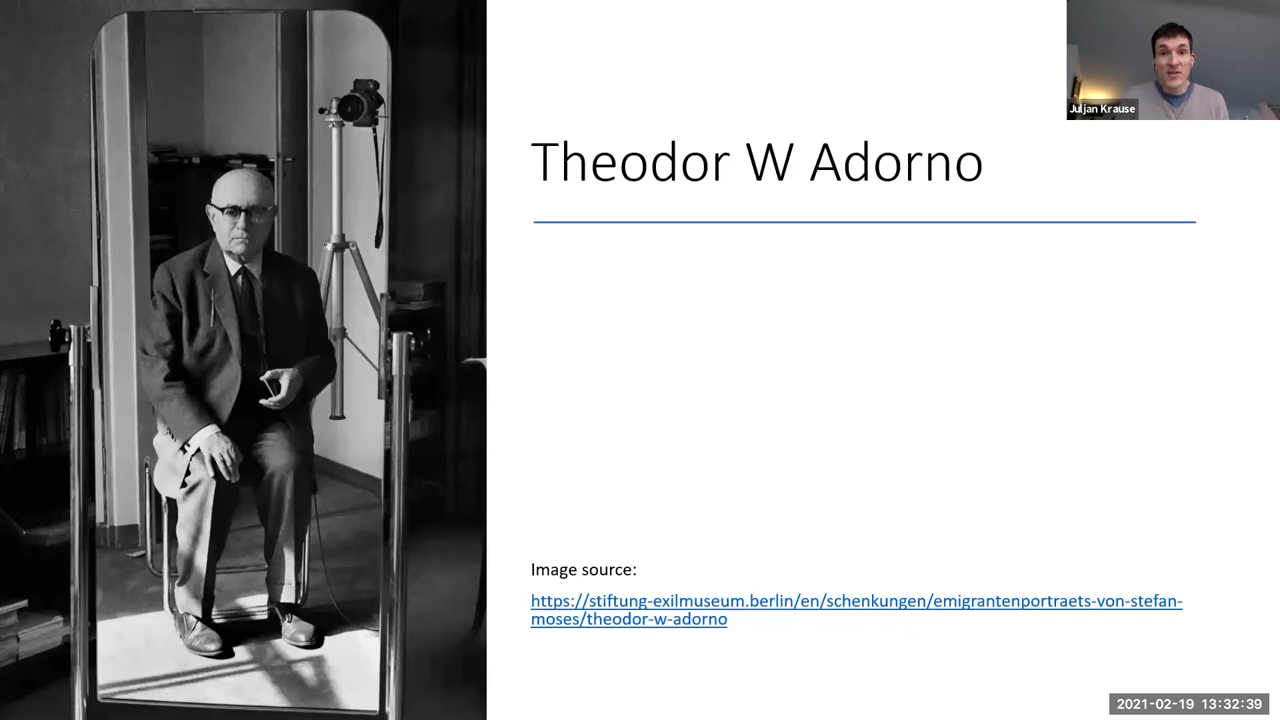 Juljan Krause
Theodor W Adorno
Image source:
https://stiftung-exilmuseum.berlin/en/schenkungen/emigrantenportraets-von-stefan-
moses/theodor-w-adorno
2021-02-19 13:32:39